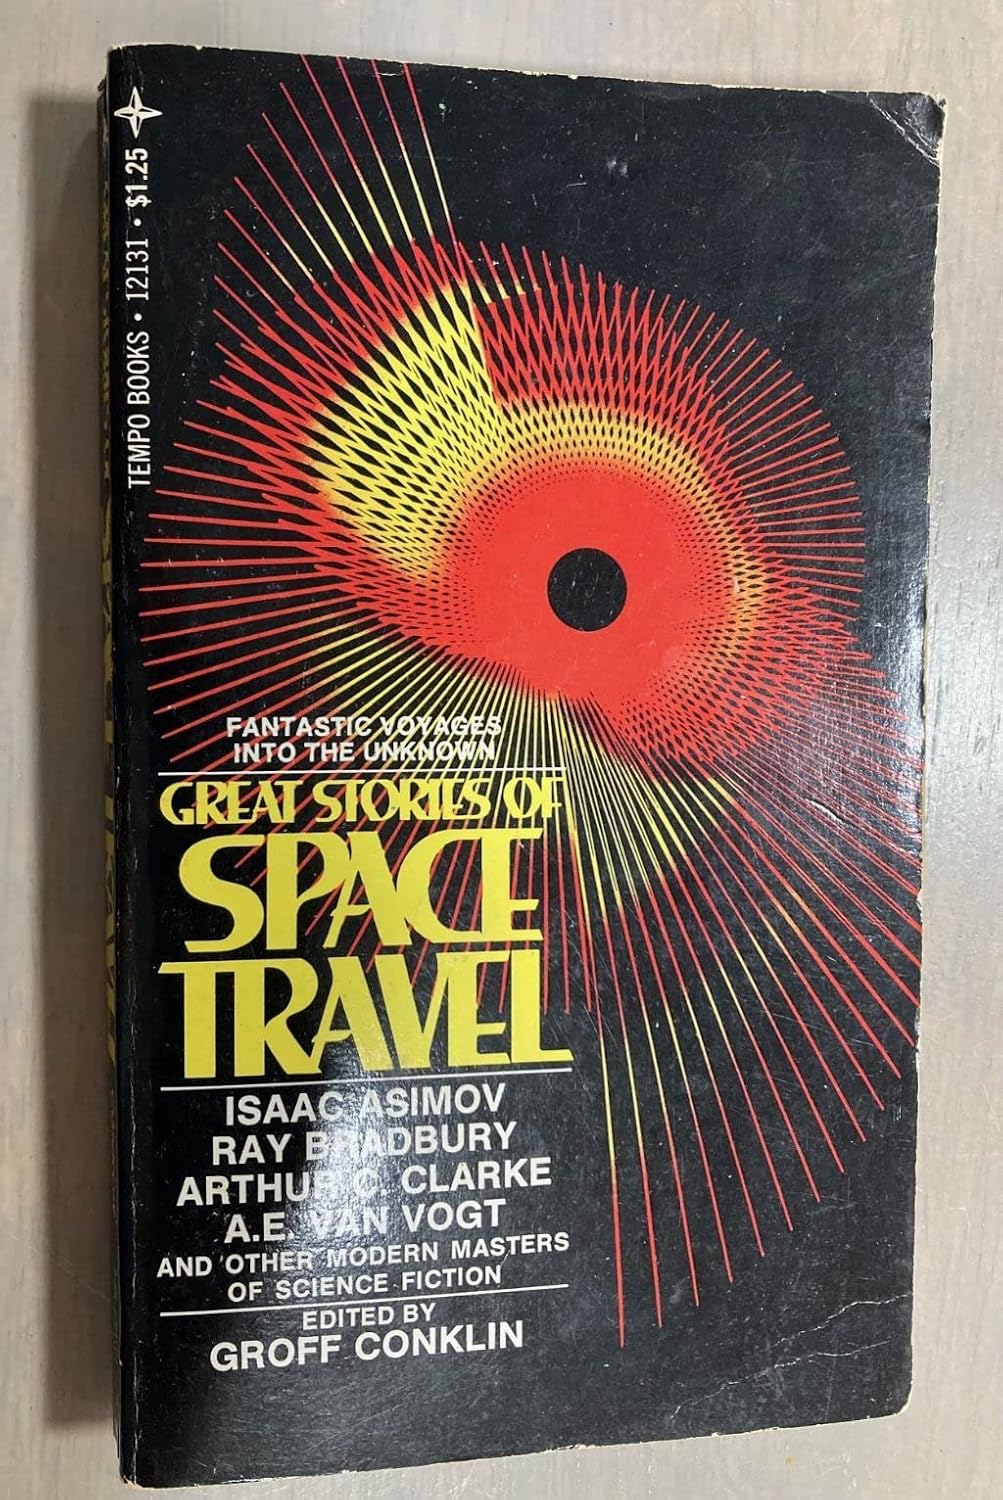 TEMPO BOOKS • 12131 • $1.25
FANTASTIC VOYAGES
INTO THE UNKNOWN
GREAT STORIES OF
SPACE
TRAVEL
ISAAC ASIMOV
RAY BRADBURY
ARTHUR C. CLARKE
A.E. VAN VOGT
AND OTHER MODERN MASTERS
OF SCIENCE FICTION
EDITED BY
GROFF CONKLIN